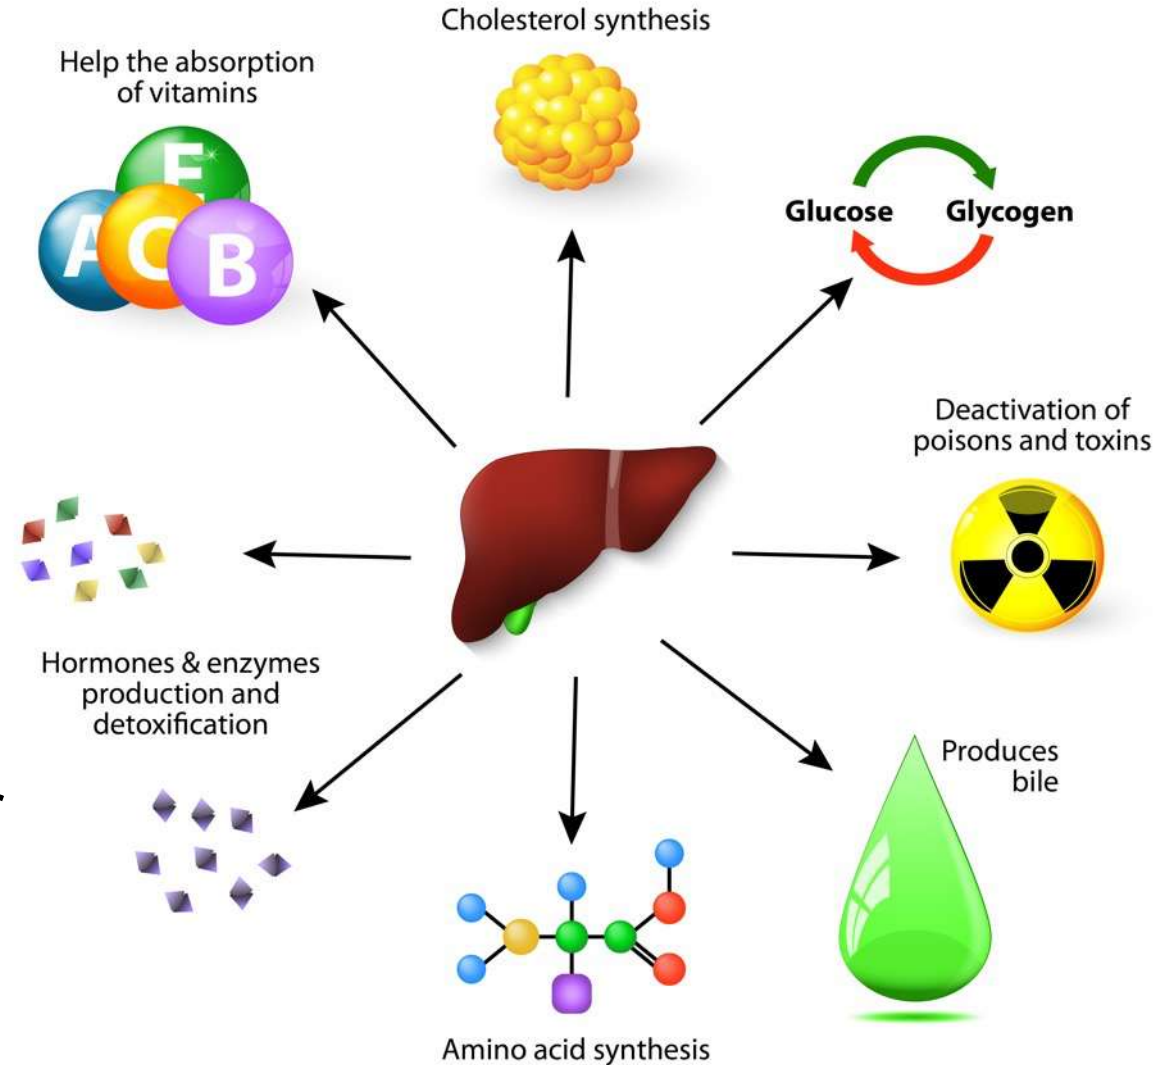 Cholesterol synthesis
Help the absorption
of vitamins
E
A
C
B
Glucose
Glycogen
Deactivation of
poisons and toxins
Hormones & enzymes
production and
detoxification
Produces
bile
Amino acid synthesis